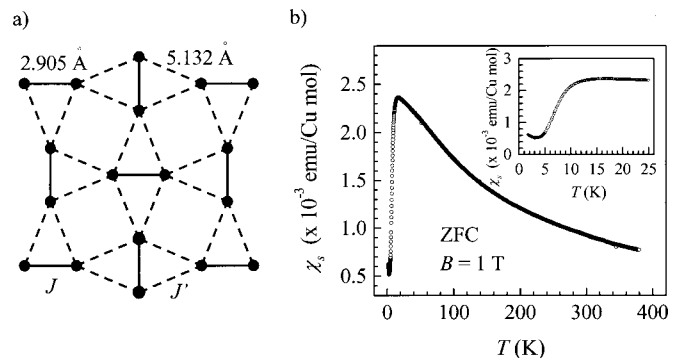 a)
2.905 Å
5.132 Å
J
J'
b)
χs (x 10⁻³ emu/Cu mol)
2.5
2.0
1.5
1.0
0.5
0
100
200
300
400
T (K)
ZFC
B = 1 T
χs (x 10⁻³ emu/Cu mol)
3
2
1
0
0
5
10
15
20
25
T (K)